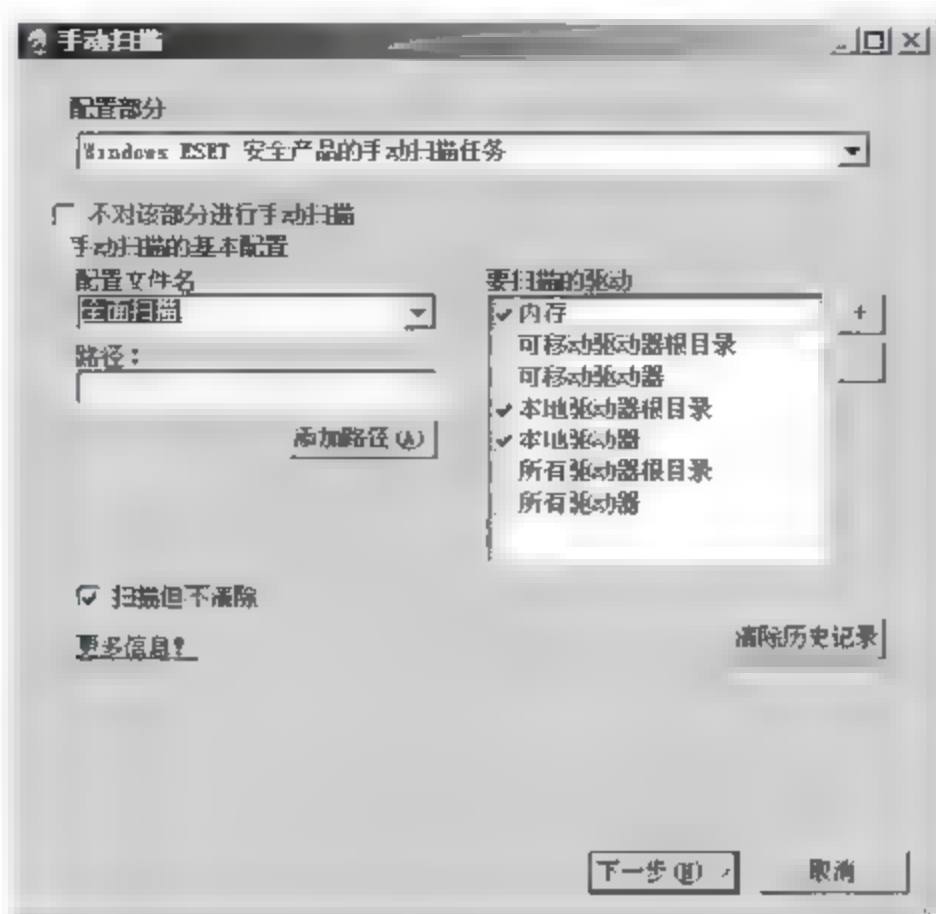 手动扫描
配置部分
Windows ESET 安全产品的手动扫描任务
不对该部分进行手动扫描
手动扫描的基本配置
配置文件名
全面扫描
路径：
添加路径(A)
要扫描的驱动
内存
可移动驱动器根目录
可移动驱动器
本地驱动器根目录
本地驱动器
所有驱动器根目录
所有驱动器
+
扫描但不清除
更多信息?
清除历史记录
下一步(N)
取消